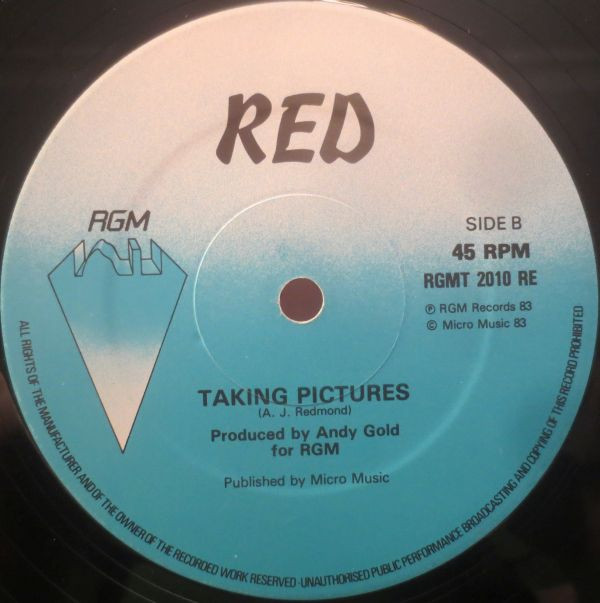 RED
RGM
SIDE B
45 RPM
RGMT 2010 RE
℗ RGM Records 83
© Micro Music 83
TAKING PICTURES
(A. J. Redmond)
Produced by Andy Gold
for RGM
Published by Micro Music
ALL RIGHTS OF THE MANUFACTURER AND OF THE OWNER OF THE RECORDED WORK RESERVED · UNAUTHORISED PUBLIC PERFORMANCE BROADCASTING AND COPYING OF THIS RECORD PROHIBITED